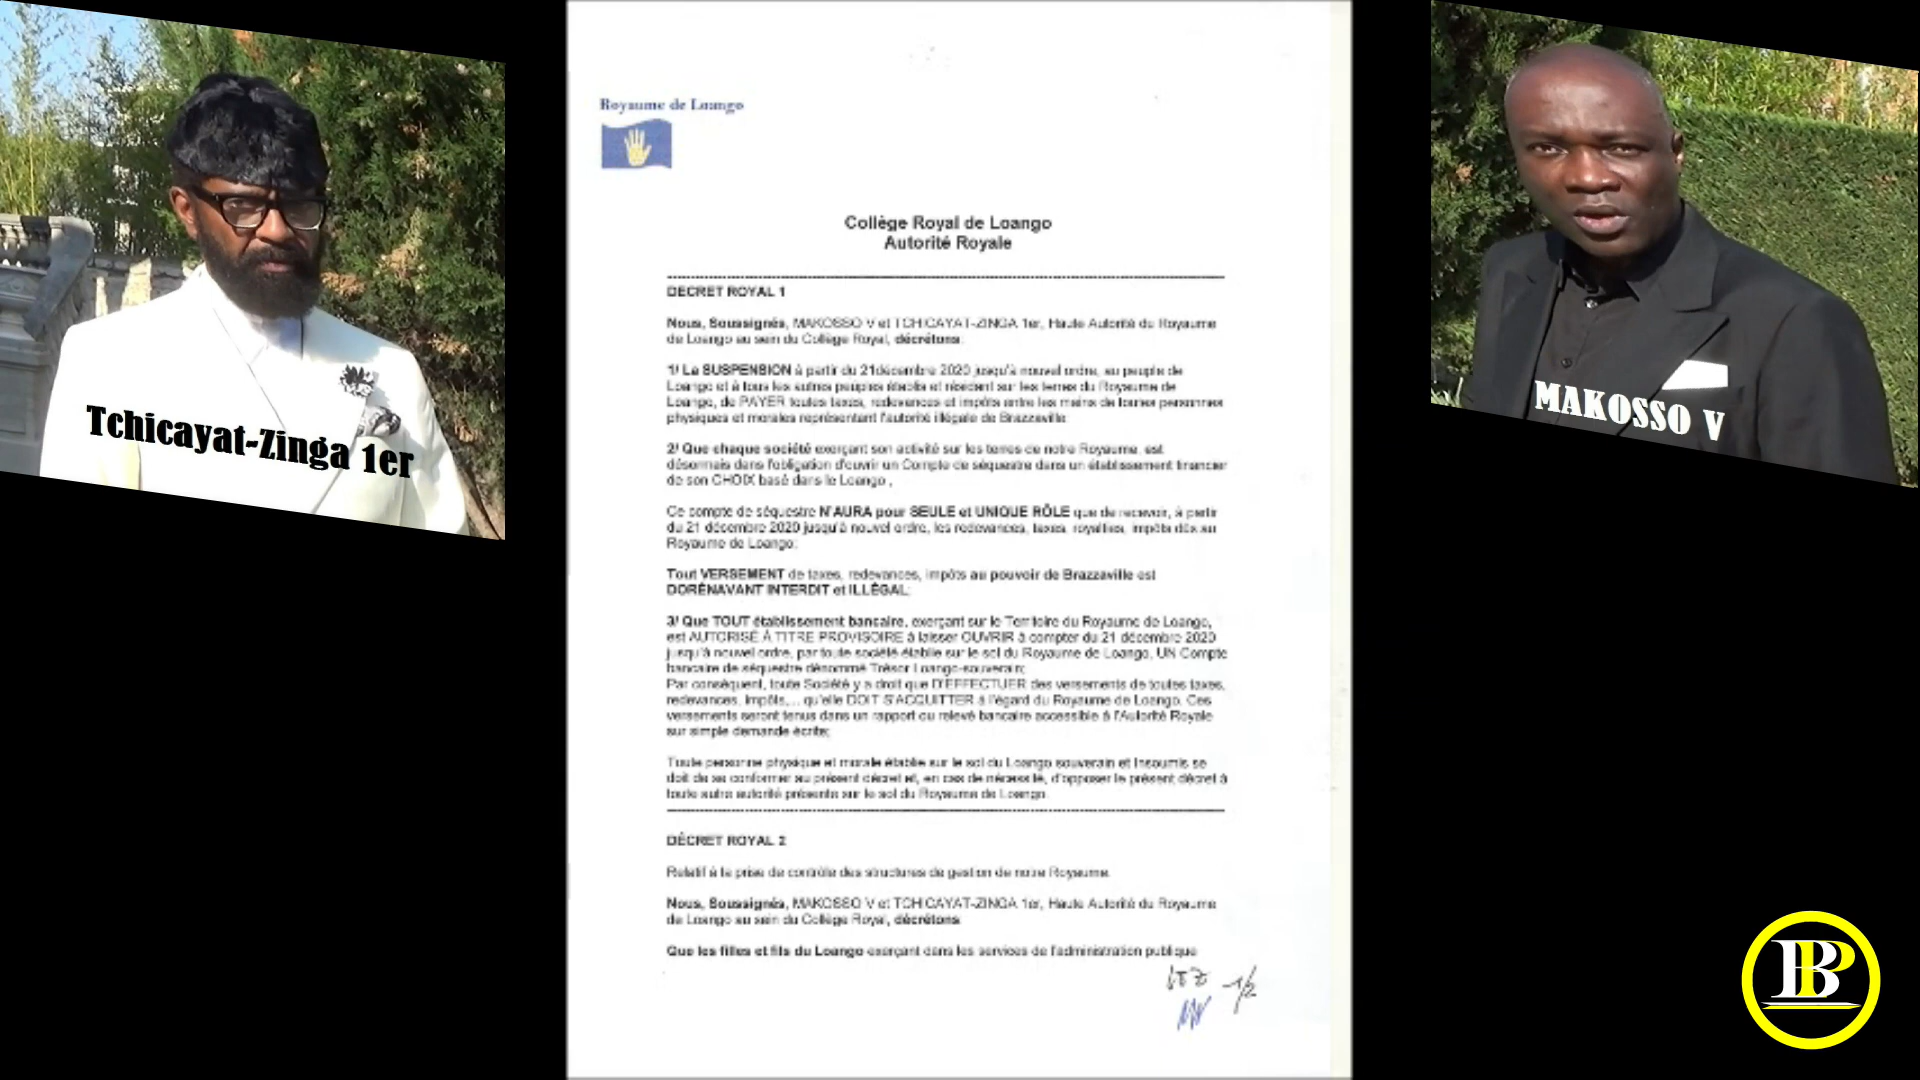 Royaume de Loango
Collège Royal de Loango
Autorité Royale
DECRET ROYAL 1
Nous, Soussignés, MAKOSSO V et TCHICAYAT-ZINGA 1er, Haute Autorité du Royaume
de Loango au sein du Collège Royal, décrétons:
1/ La SUSPENSION à partir du 21décembre 2020 jusqu'à nouvel ordre, au peuple de
Loango et à tous les autres peuples établis et résident sur les terres du Royaume de
Loango, de PAYER toutes taxes, redevances et impôts entre les mains de toutes personnes
physiques et morales représentant l'autorité illégale de Brazzaville
2/ Que chaque société exerçant son activité sur les terres de notre Royaume, est
désormais dans l'obligation d'ouvrir un Compte de séquestre dans un établissement financier
de son CHOIX basé dans le Loango ,
Ce compte de séquestre N'AURA pour SEULE et UNIQUE RÔLE que de recevoir, à partir
du 21 décembre 2020 jusqu'à nouvel ordre, les redevances, taxes, royalties, impôts dûs au
Royaume de Loango;
Tout VERSEMENT de taxes, redevances, impôts au pouvoir de Brazzaville est
DORÉNAVANT INTERDIT et ILLÉGAL;
3/ Que TOUT établissement bancaire, exerçant sur le Territoire du Royaume de Loango,
est AUTORISÉ À TITRE PROVISOIRE à laisser OUVRIR à compter du 21 décembre 2020
jusqu'à nouvel ordre, par toute société établie sur le sol du Royaume de Loango, UN Compte
bancaire de séquestre dénommé Trésor Loango-souverain;
Par conséquent, toute Société y a droit que D'EFFECTUER des versements de toutes taxes,
redevances, impôts,... qu'elle DOIT S'ACQUITTER à l'égard du Royaume de Loango. Ces
versements seront tenus dans un rapport ou relevé bancaire accessible à l'Autorité Royale
sur simple demande écrite;
Toute personne physique et morale établie sur le sol du Loango souverain et Insoumis se
doit de se conformer au présent décret et, en cas de nécessité, d'opposer le présent décret à
toute autre autorité présente sur le sol du Royaume de Loango.
DÉCRET ROYAL 2
Relatif à la prise de contrôle des structures de gestion de notre Royaume.
Nous, Soussignés, MAKOSSO V et TCHICAYAT-ZINGA 1er, Haute Autorité du Royaume
de Loango au sein du Collège Royal, décrétons
Que les filles et fils du Loango exerçant dans les services de l'administration publique
1/2
MV
Tchicayat-Zinga 1er
MAKOSSO V
BP